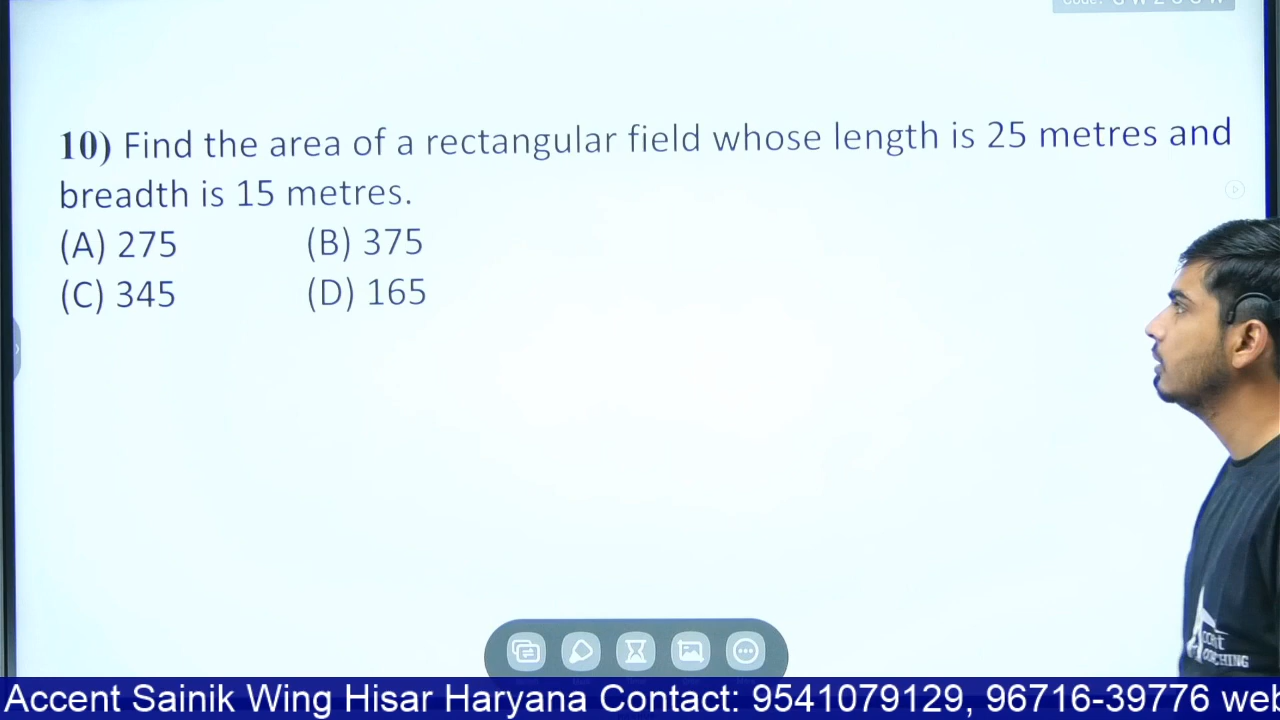 10) Find the area of a rectangular field whose length is 25 metres and
breadth is 15 metres.
(A) 275 (B) 375
(C) 345 (D) 165
Accent Sainik Wing Hisar Haryana Contact: 9541079129, 96716-39776